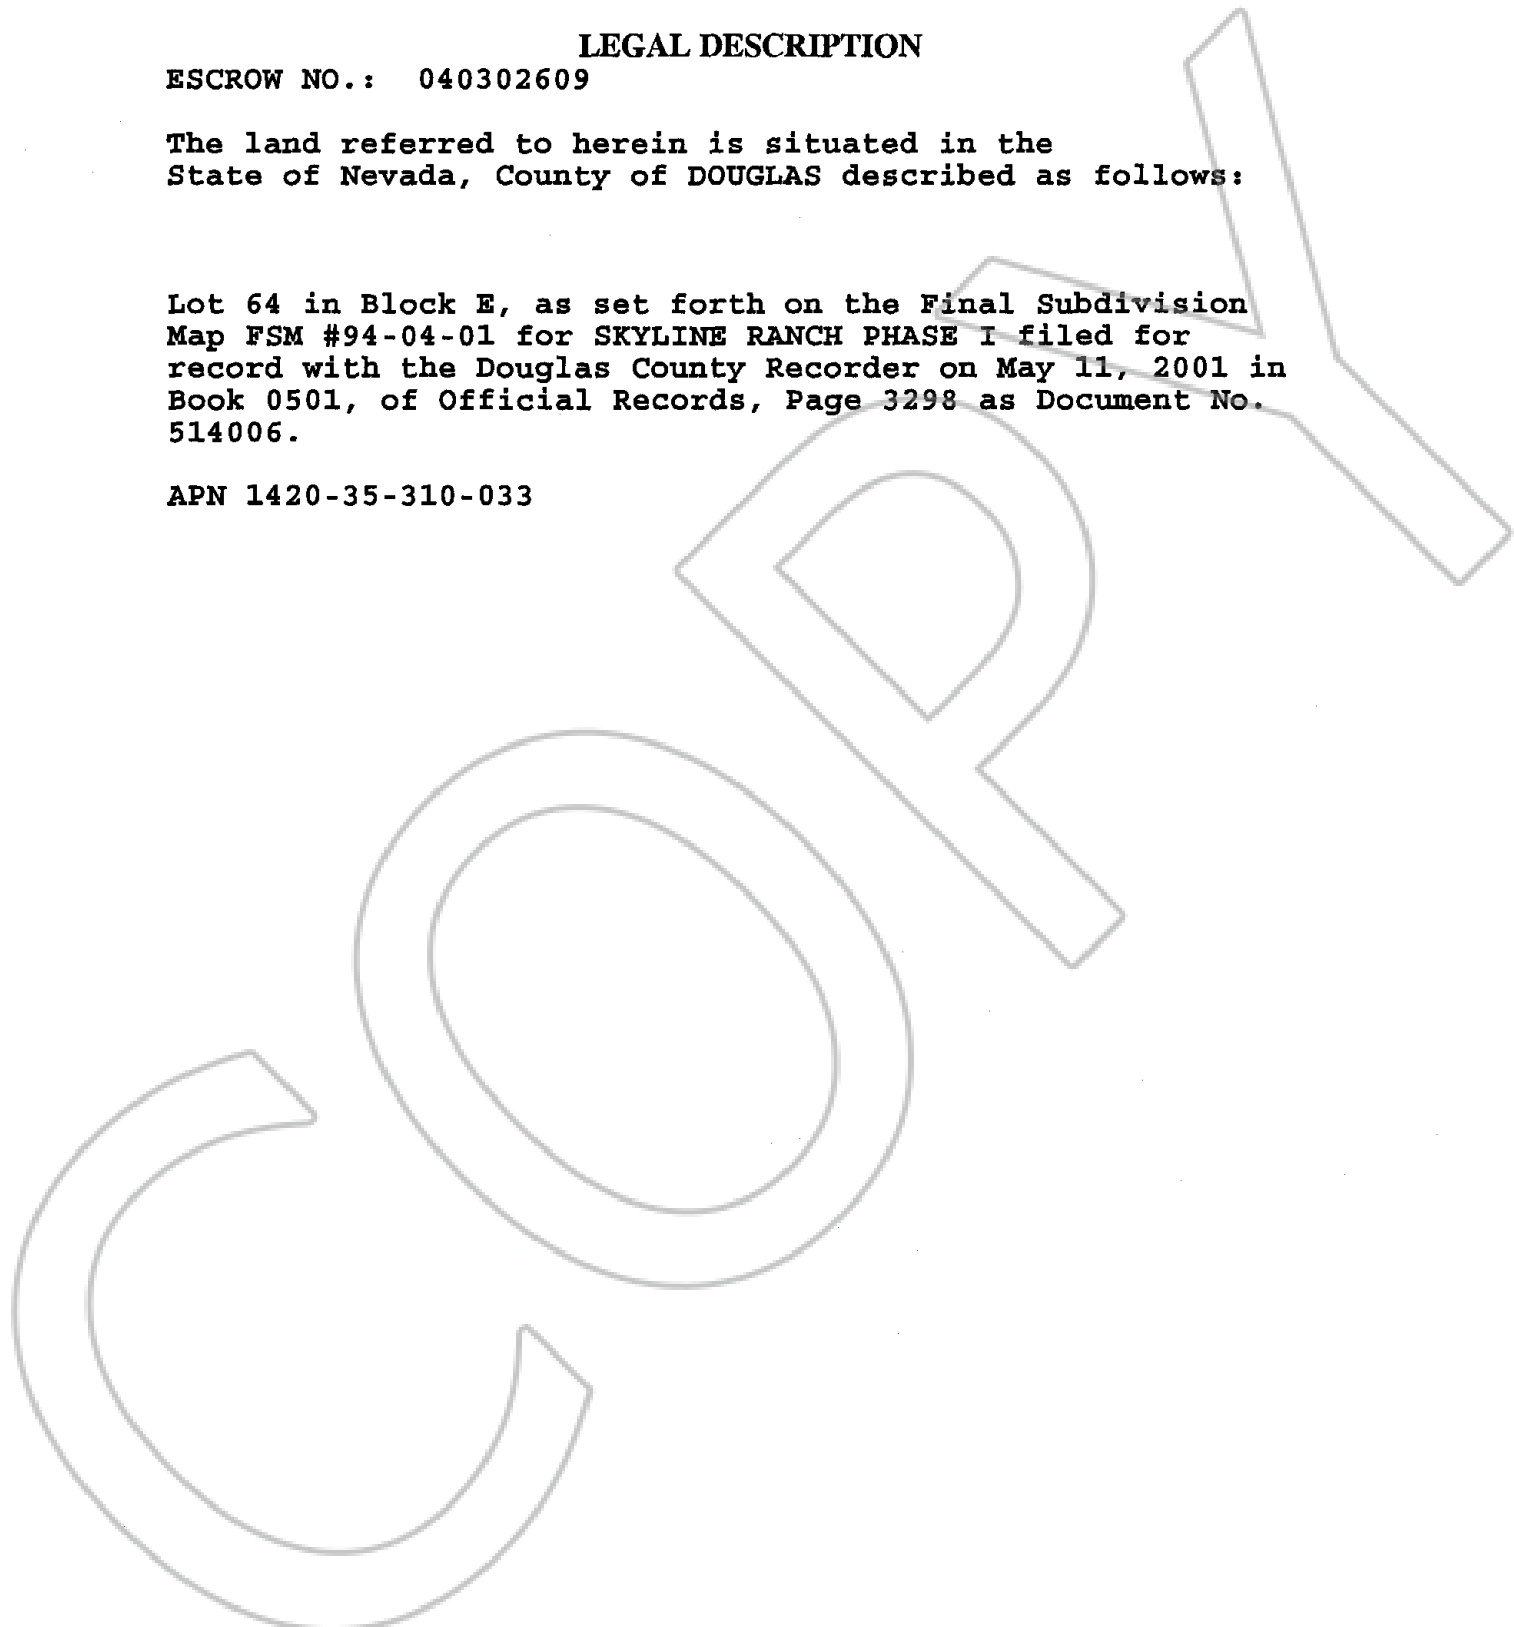 LEGAL DESCRIPTION
ESCROW NO.: 040302609
The land referred to herein is situated in the
State of Nevada, County of DOUGLAS described as follows:
Lot 64 in Block E, as set forth on the Final Subdivision
Map FSM #94-04-01 for SKYLINE RANCH PHASE I filed for
record with the Douglas County Recorder on May 11, 2001 in
Book 0501, of Official Records, Page 3298 as Document No.
514006.
APN 1420-35-310-033
COPY